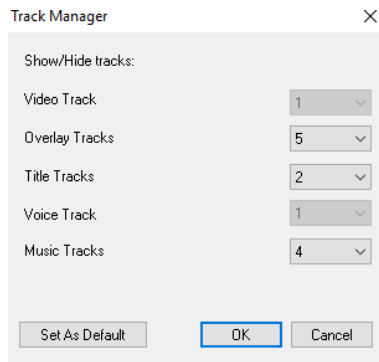 Track Manager
Show/Hide tracks:
Video Track 1
Overlay Tracks 5
Title Tracks 2
Voice Track 1
Music Tracks 4
Set As Default OK Cancel